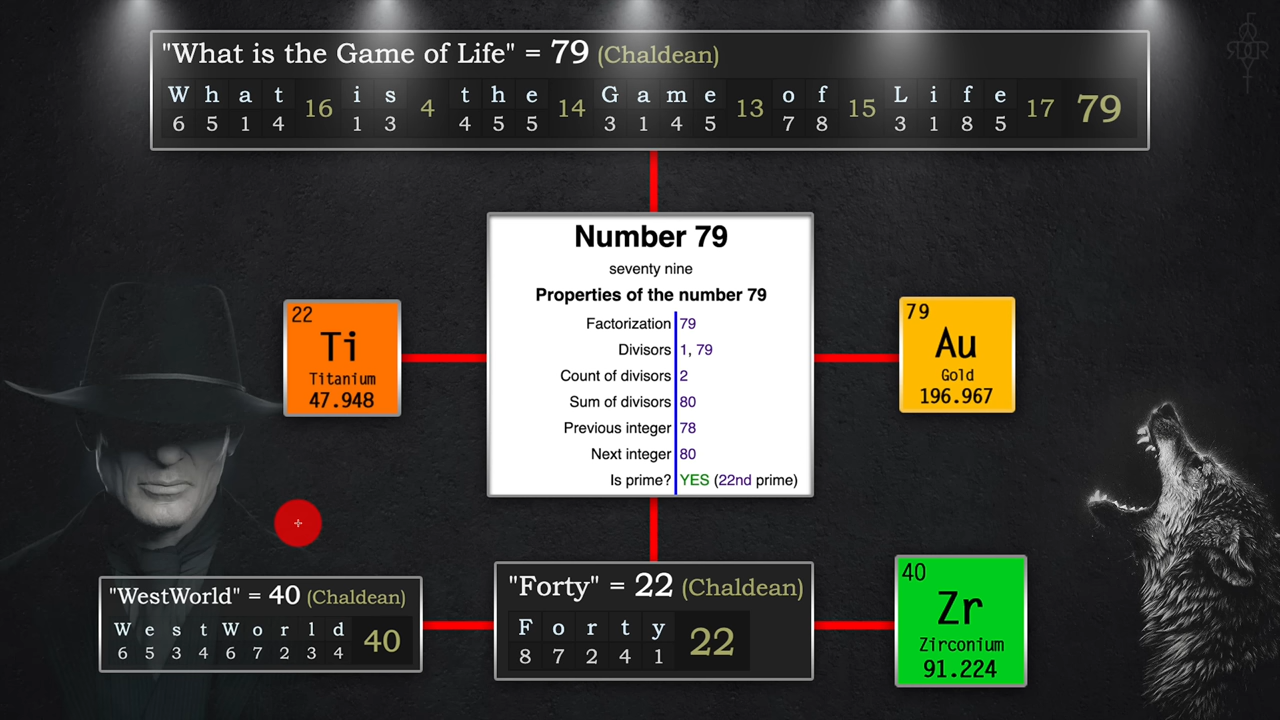 "What is the Game of Life" = 79 (Chaldean)
W h a t 16 i s 4 t h e 14 G a m e 13 o f 15 L i f e 17 79
6 5 1 4 1 3 4 5 5 3 1 4 5 7 8 3 1 8 5
Number 79
seventy nine
Properties of the number 79
Factorization 79
Divisors 1, 79
Count of divisors 2
Sum of divisors 80
Previous integer 78
Next integer 80
Is prime? YES (22nd prime)
22
Ti
Titanium
47.948
79
Au
Gold
196.967
"WestWorld" = 40 (Chaldean)
W e s t W o r l d 40
6 5 3 4 6 7 2 3 4
"Forty" = 22 (Chaldean)
F o r t y 22
8 7 2 4 1
40
Zr
Zirconium
91.224